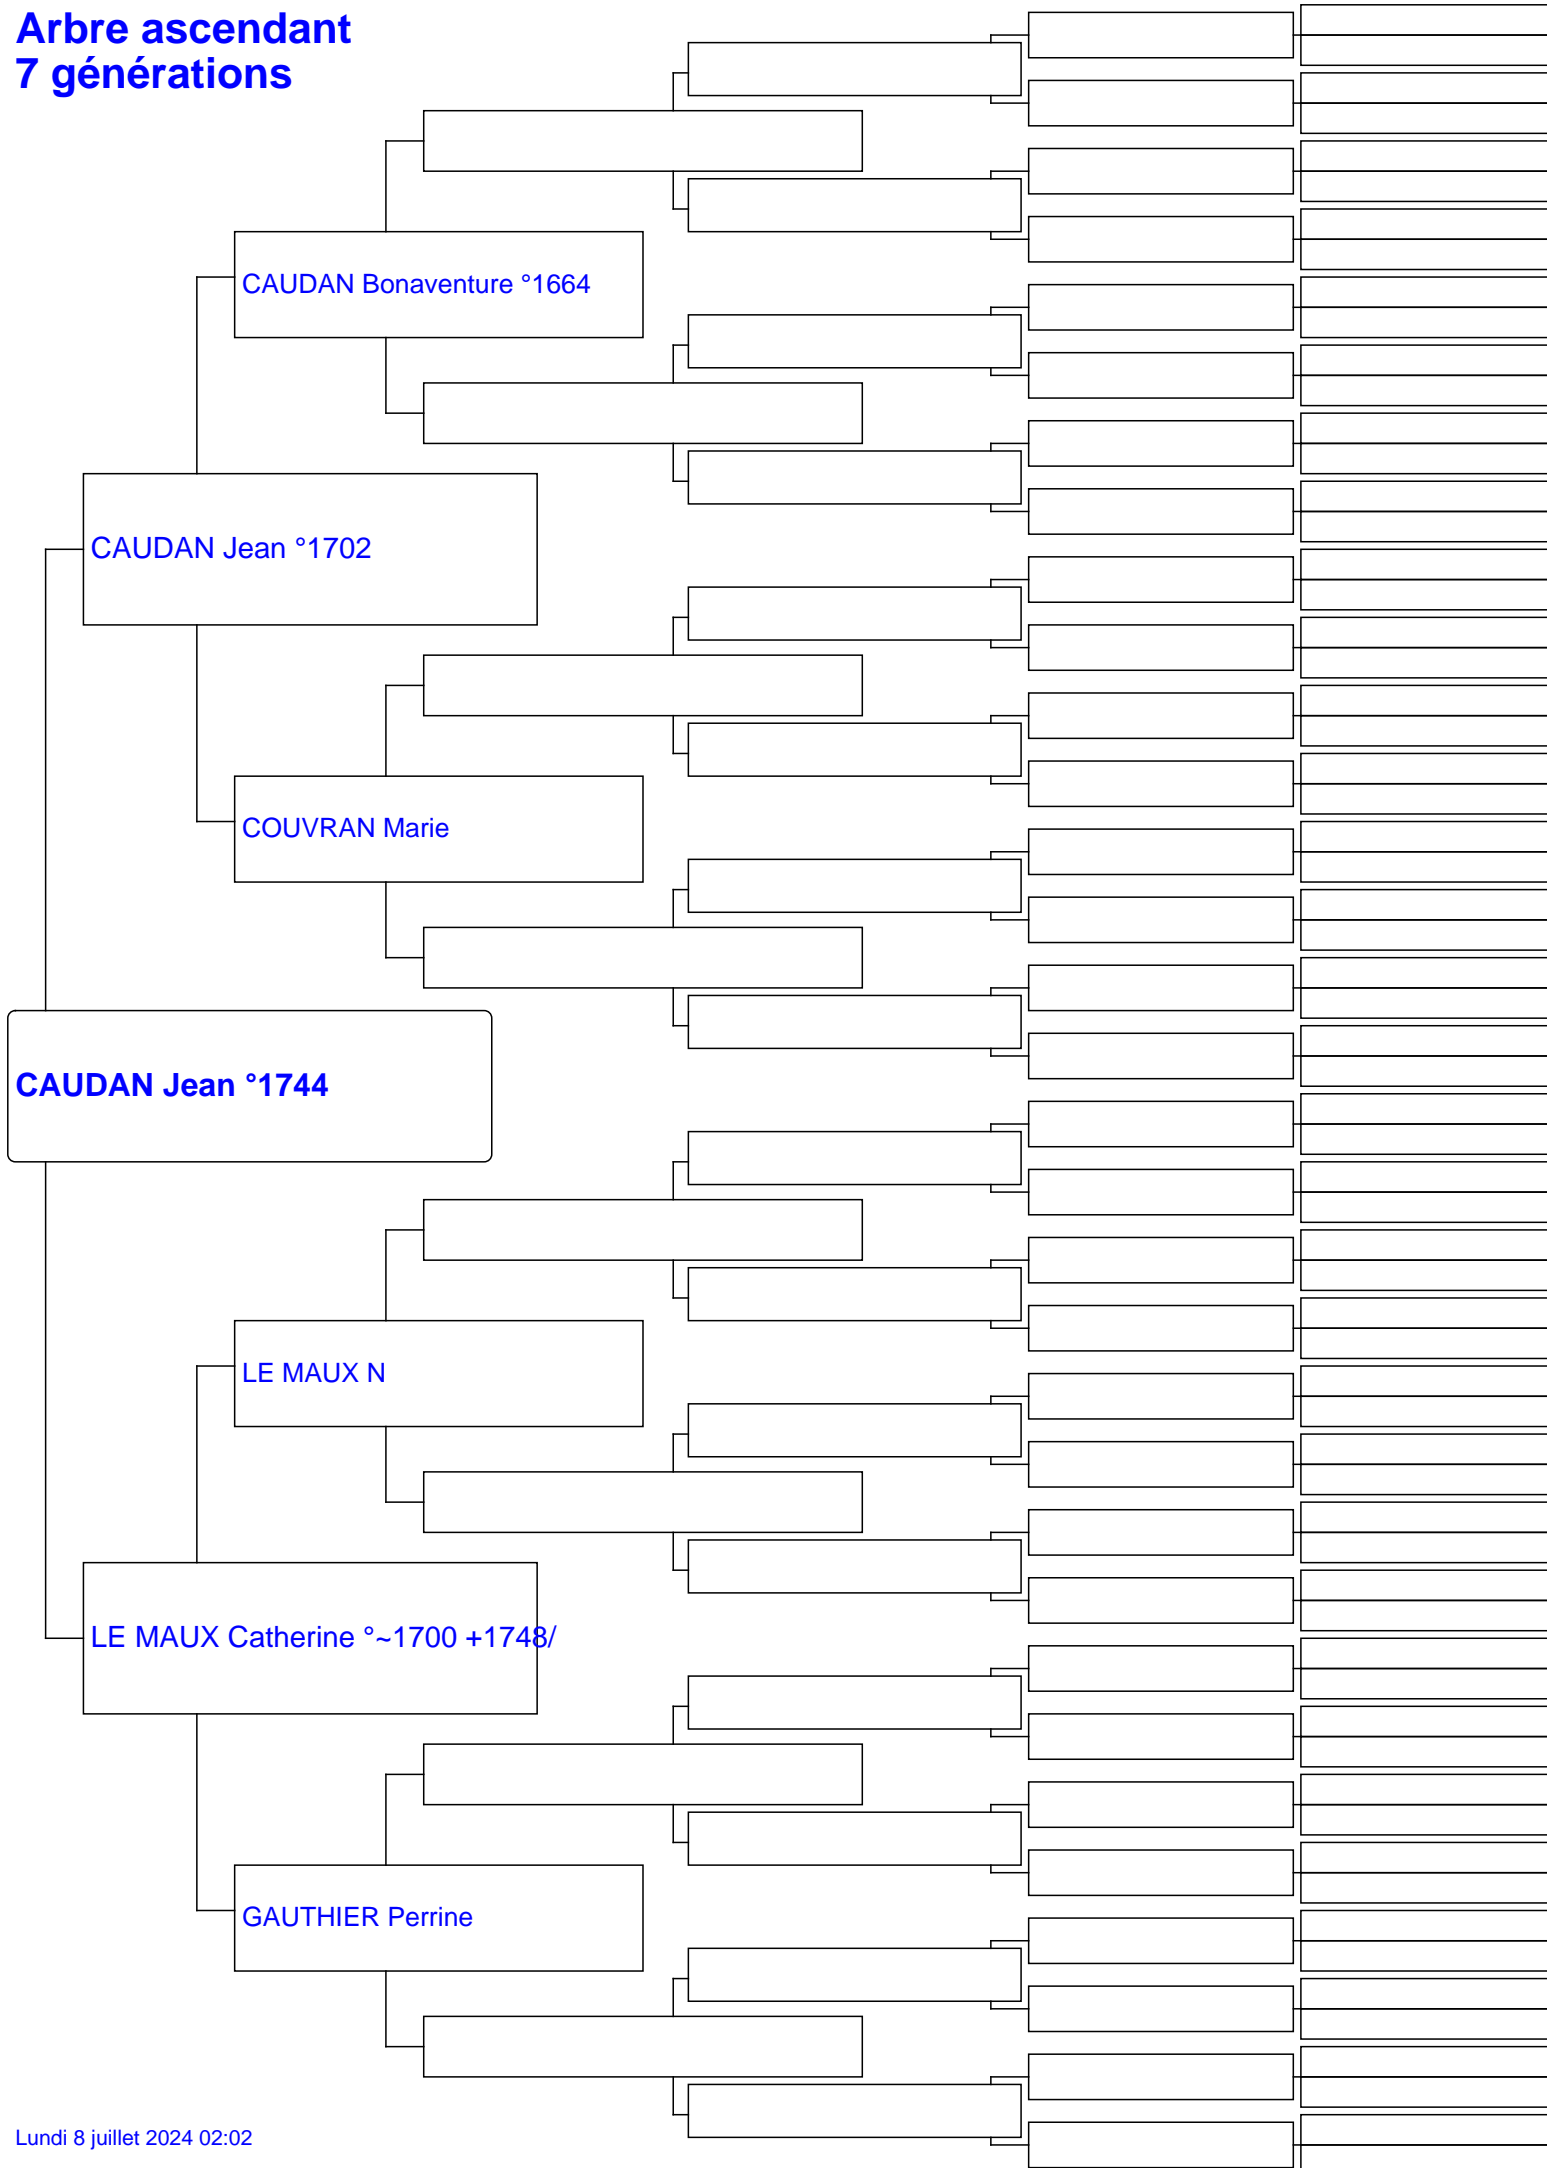 Arbre ascendant
7 générations
CAUDAN Bonaventure °1664
CAUDAN Jean °1702
COUVRAN Marie
CAUDAN Jean °1744
LE MAUX N
LE MAUX Catherine °~1700 +1748/
GAUTHIER Perrine
Lundi 8 juillet 2024 02:02